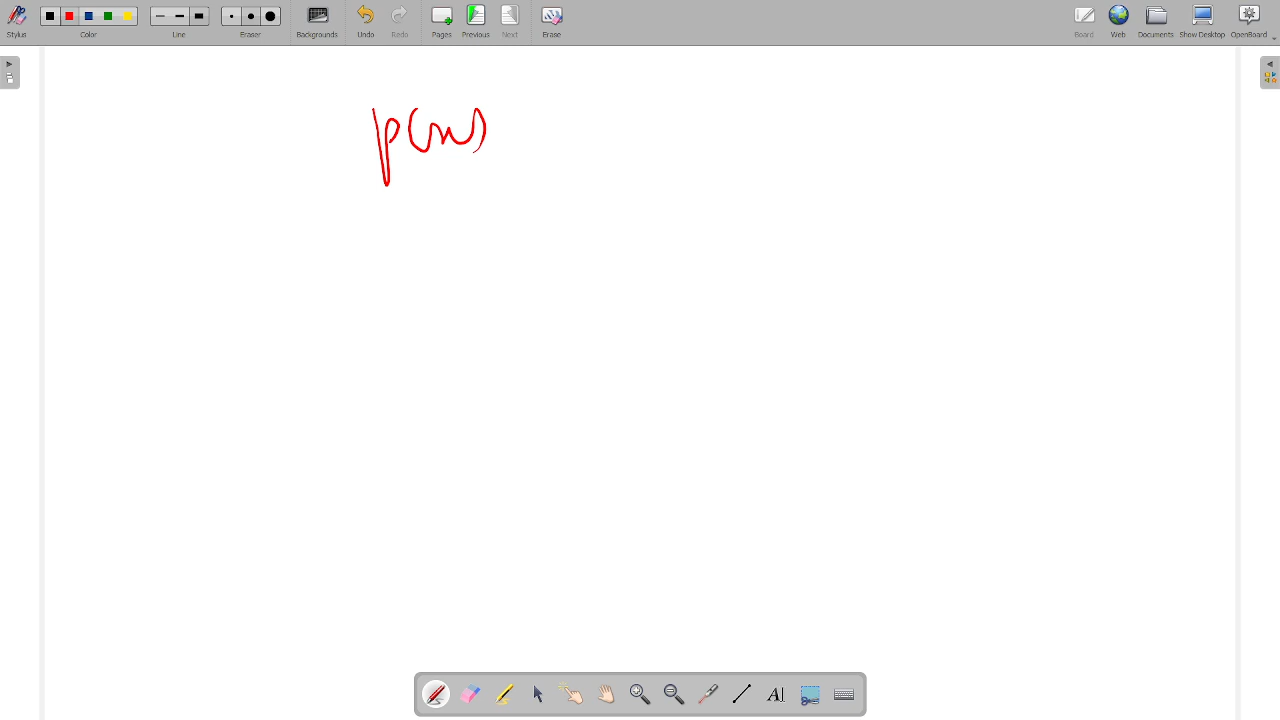 Stylus
Color
Line
Eraser
Backgrounds
Undo
Redo
Pages
Previous
Next
Erase
Board
Web
Documents
Show Desktop
OpenBoard
p(n)